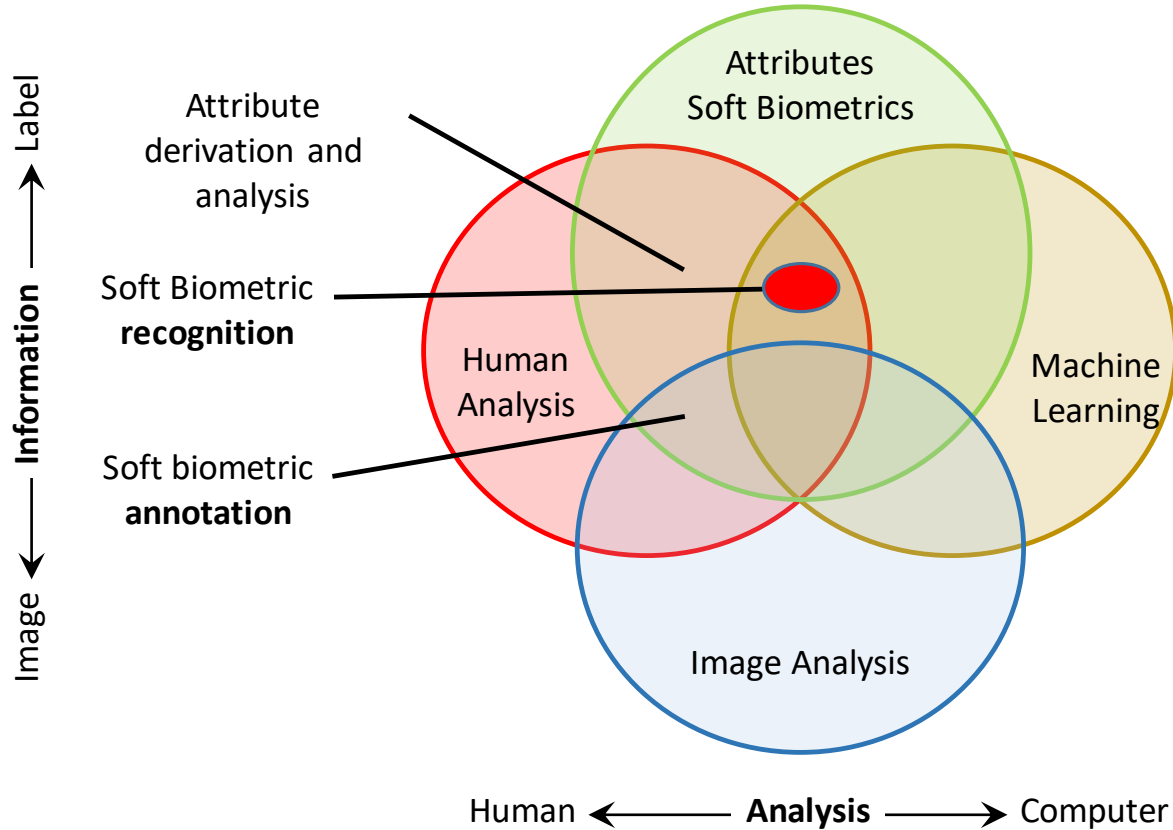 Attributes
Soft Biometrics
Attribute
derivation and
analysis
Soft Biometric
recognition
Human
Analysis
Machine
Learning
Soft biometric
annotation
Image Analysis
Label
Information
Image
Human
Analysis
Computer